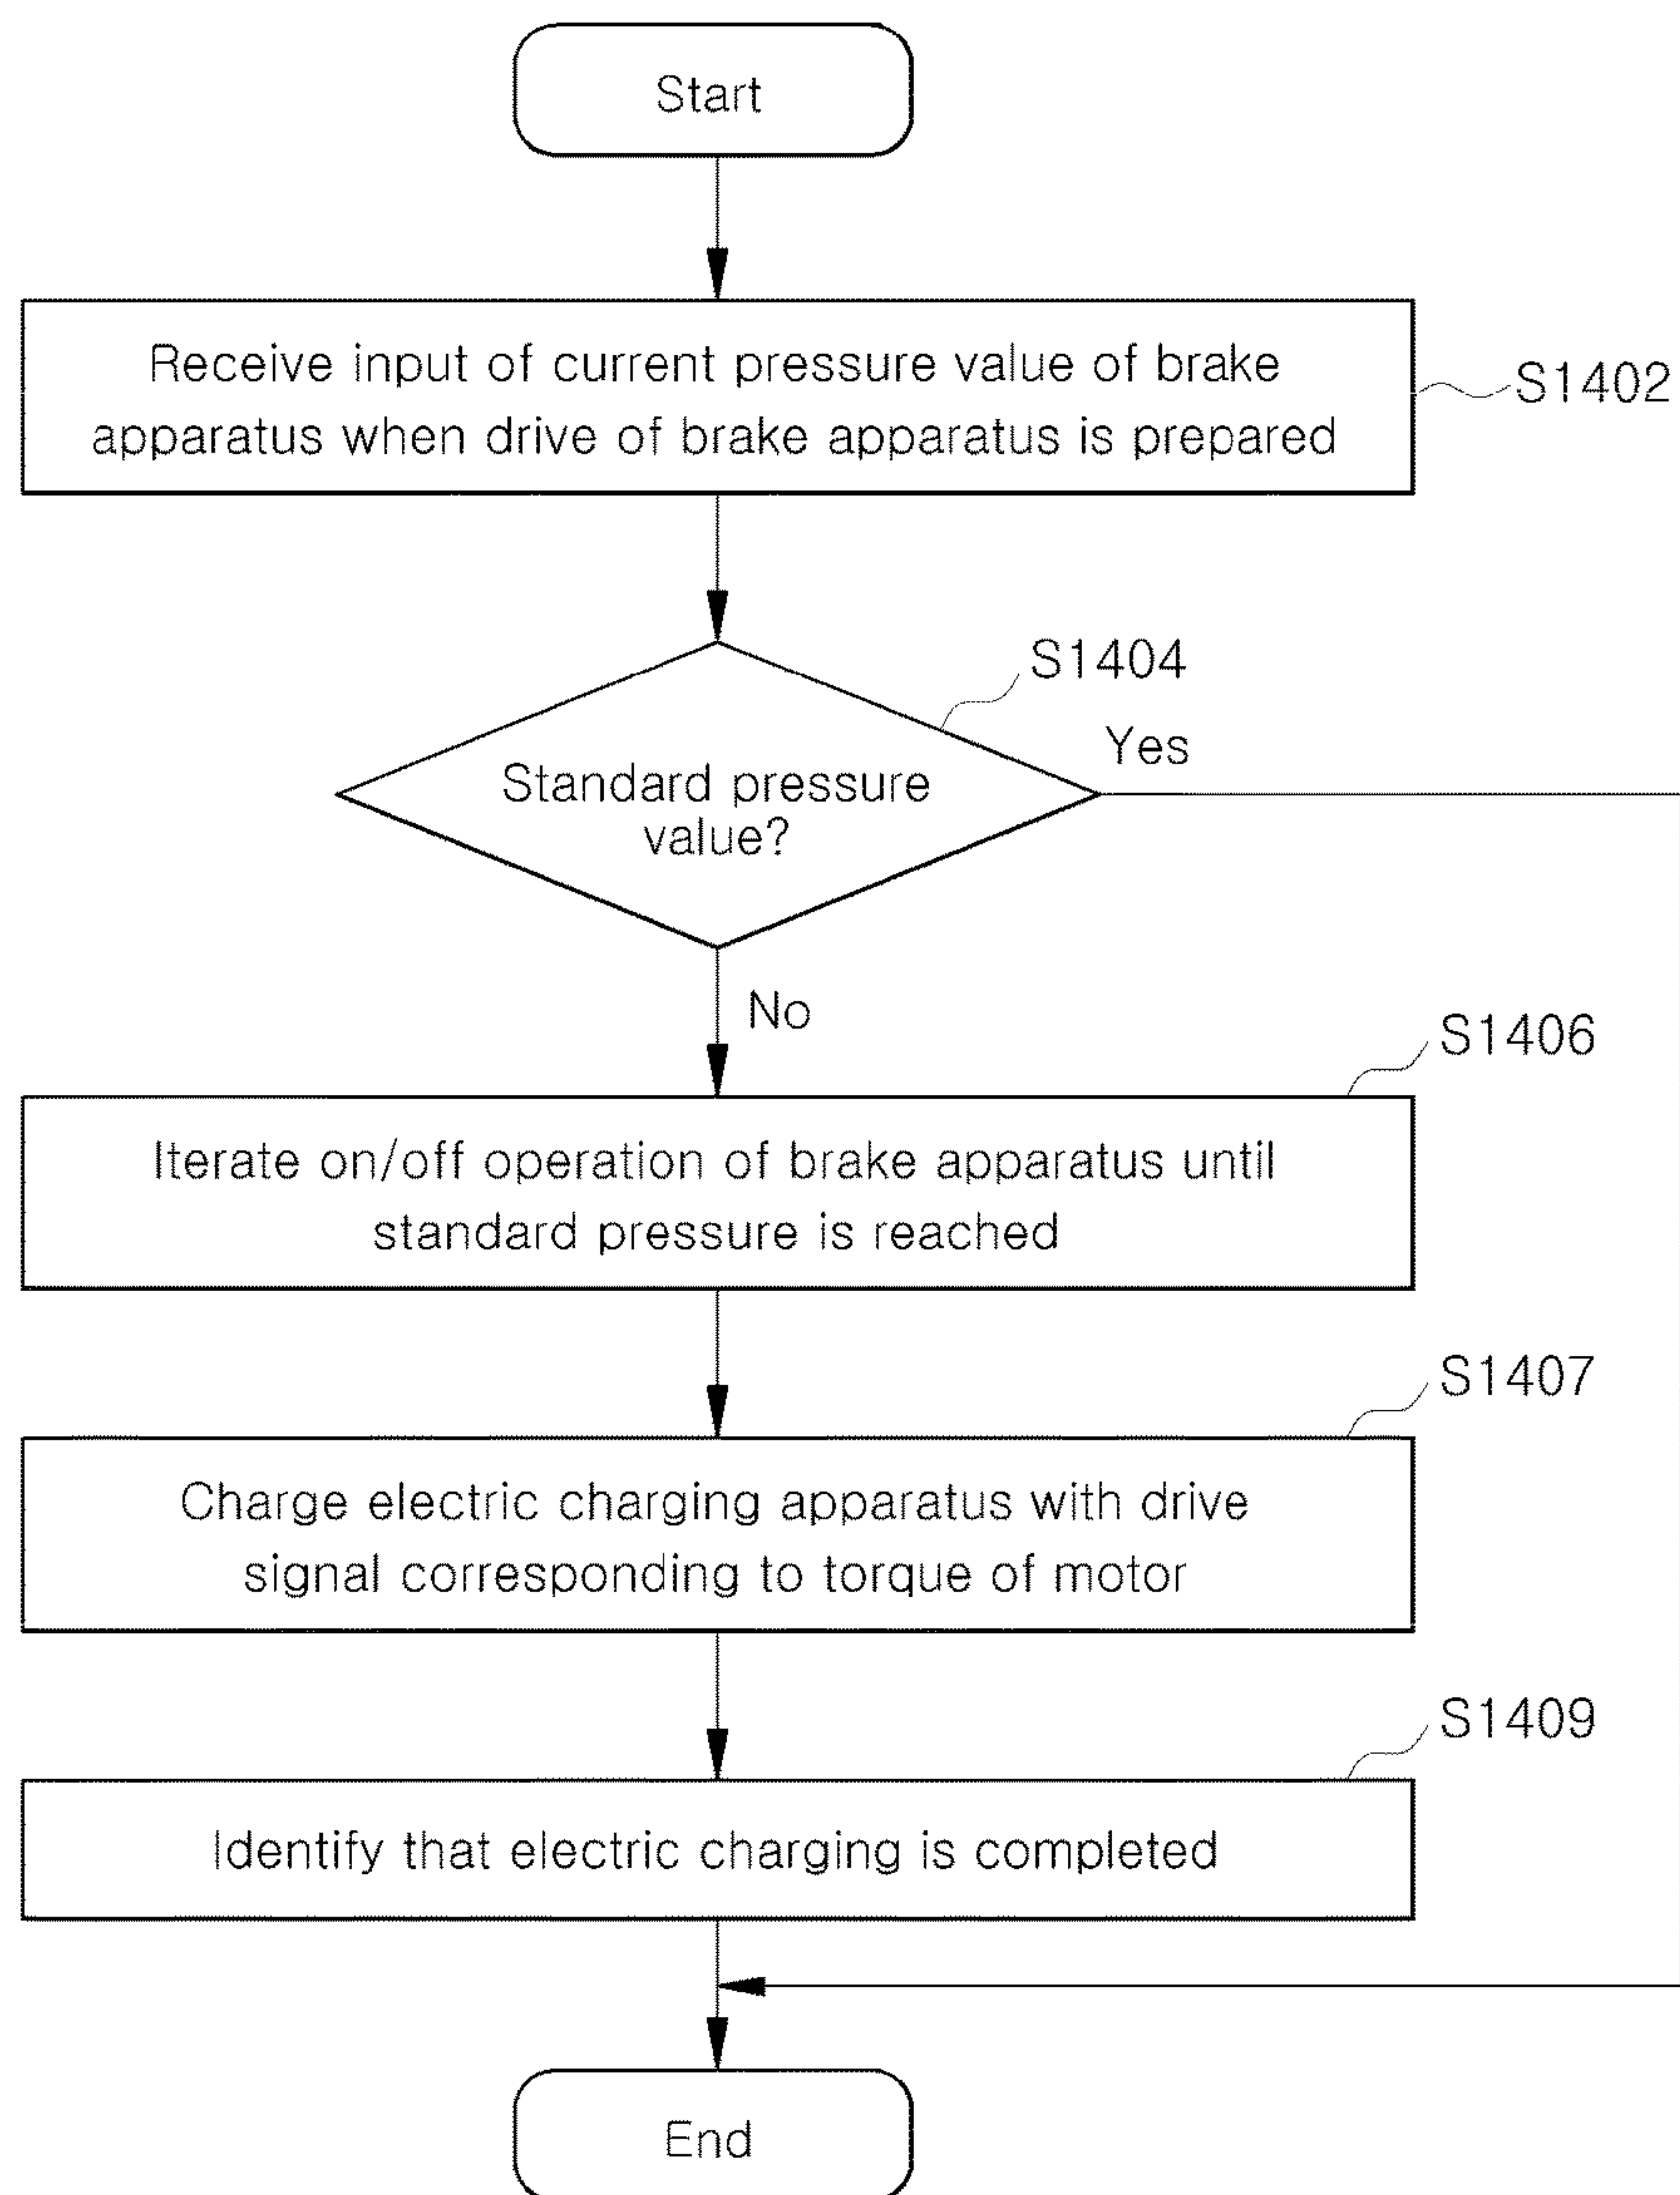 Start
Receive input of current pressure value of brake
apparatus when drive of brake apparatus is prepared
S1402
S1404
Standard pressure
value?
Yes
No
S1406
Iterate on/off operation of brake apparatus until
standard pressure is reached
S1407
Charge electric charging apparatus with drive
signal corresponding to torque of motor
S1409
Identify that electric charging is completed
End